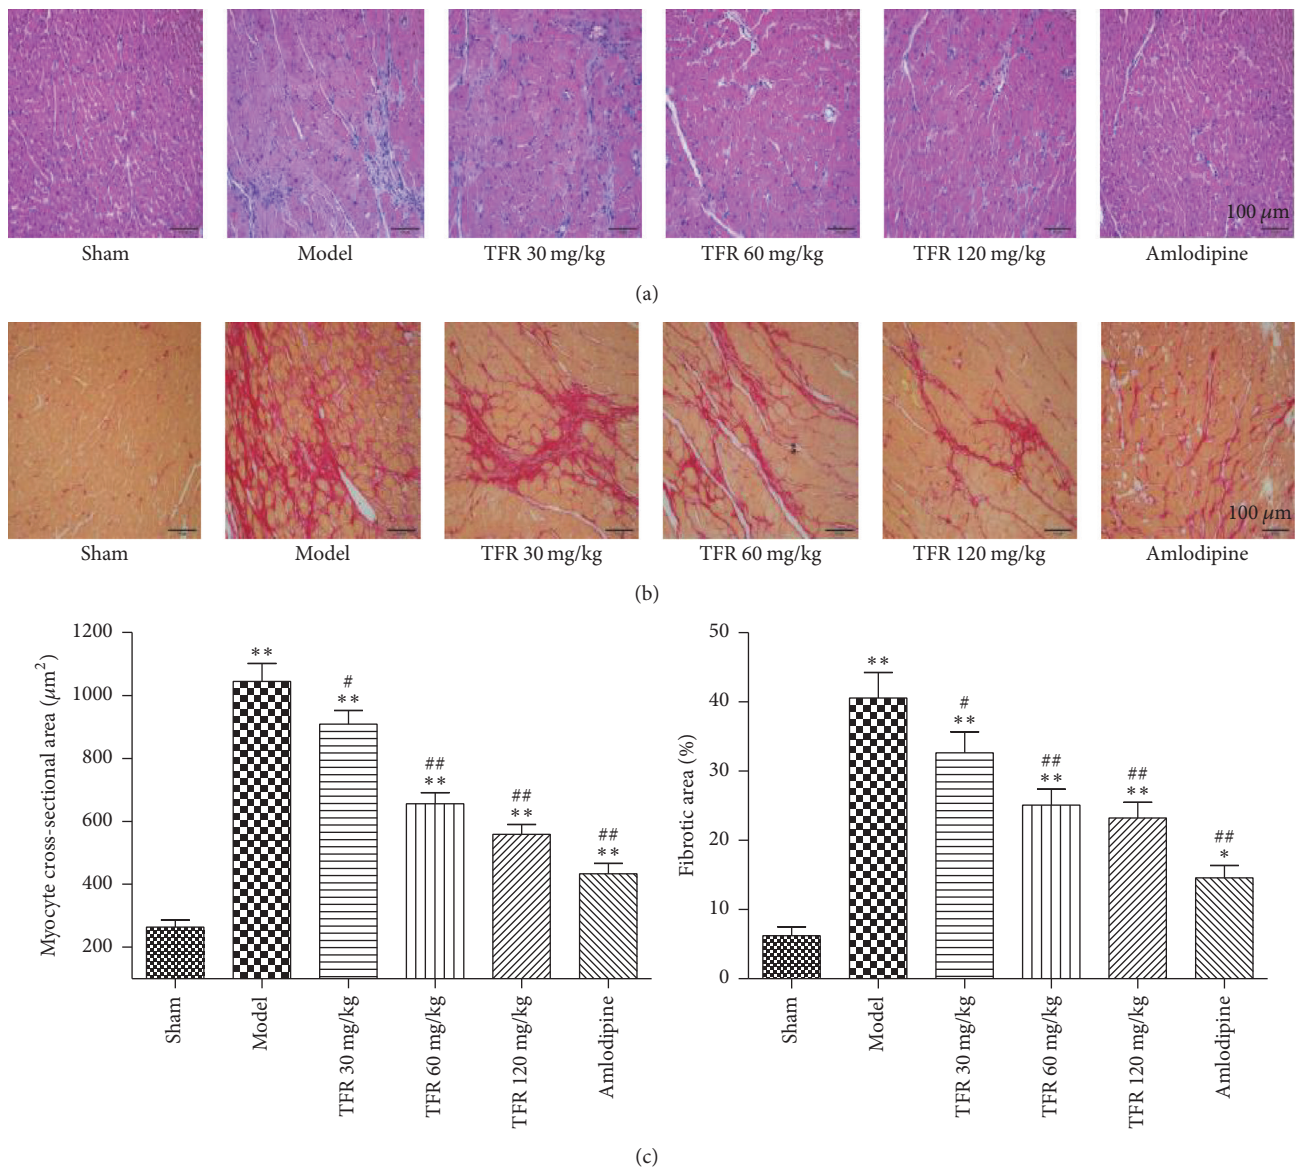 100 μm
Sham Model TFR 30 mg/kg TFR 60 mg/kg TFR 120 mg/kg Amlodipine
(a)
100 μm
Sham Model TFR 30 mg/kg TFR 60 mg/kg TFR 120 mg/kg Amlodipine
(b)
Myocyte cross-sectional area (μm²)
1200
1000
800
600
400
200
**
#
**
##
**
##
**
##
**
Sham
Model
TFR 30 mg/kg
TFR 60 mg/kg
TFR 120 mg/kg
Amlodipine
Fibrotic area (%)
50
40
30
20
10
0
**
#
**
##
**
##
**
##
*
Sham
Model
TFR 30 mg/kg
TFR 60 mg/kg
TFR 120 mg/kg
Amlodipine
(c)